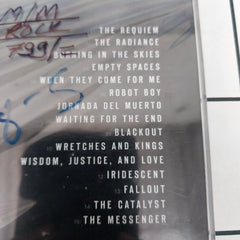 M/M
ROCK
799/-
THE REQUIEM
THE RADIANCE
BURNING IN THE SKIES
EMPTY SPACES
WHEN THEY COME FOR ME
ROBOT BOY
JORNADA DEL MUERTO
WAITING FOR THE END
BLACKOUT
WRETCHES AND KINGS
WISDOM, JUSTICE, AND LOVE
IRIDESCENT
FALLOUT
THE CATALYST
THE MESSENGER